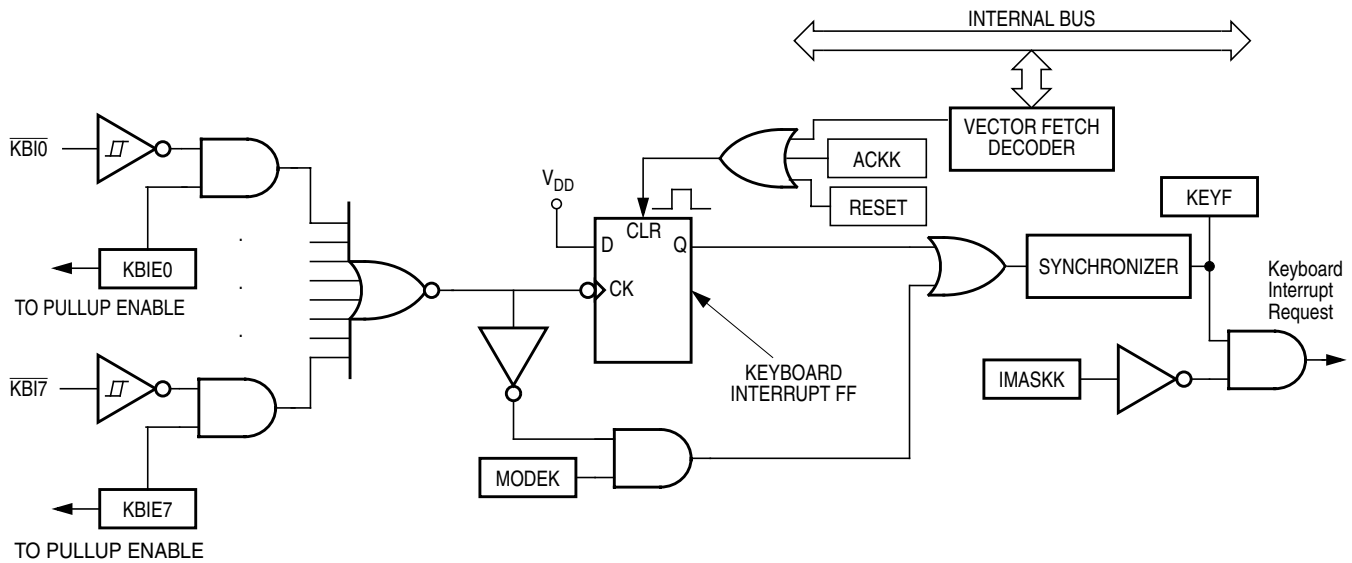 INTERNAL BUS
VECTOR FETCH
DECODER
ACKK
RESET
KBI0
KBIE0
TO PULLUP ENABLE
.
.
.
KBI7
KBIE7
TO PULLUP ENABLE
VDD
D
CLR
Q
CK
KEYBOARD
INTERRUPT FF
MODEK
SYNCHRONIZER
KEYF
IMASKK
Keyboard
Interrupt
Request